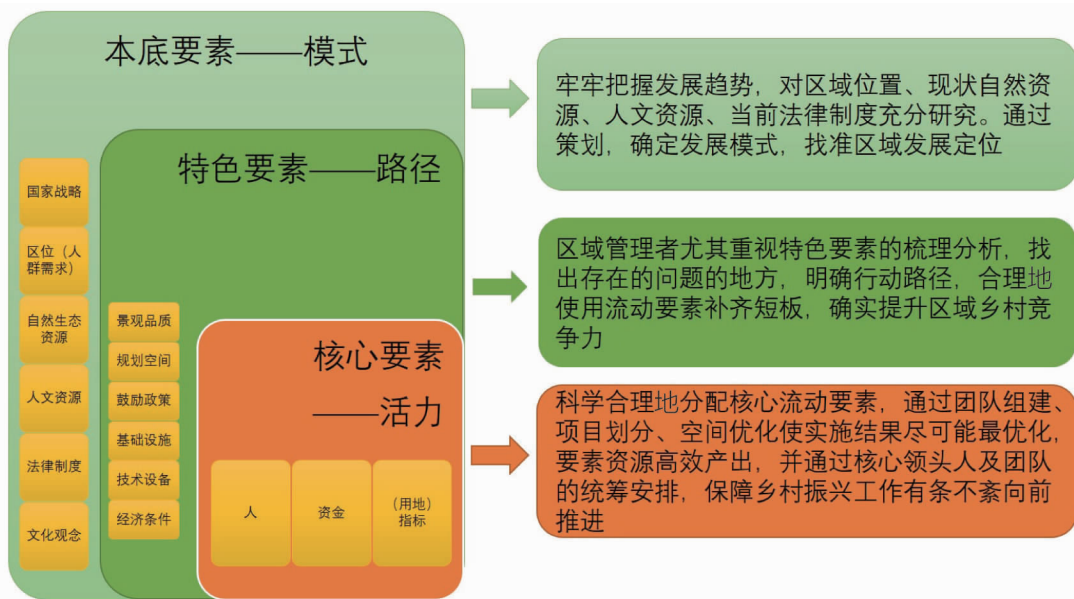 本底要素——模式
国家战略
区位（人
群需求）
自然生态
资源
人文资源
法律制度
文化观念
特色要素——路径
景观品质
规划空间
鼓励政策
基础设施
技术设备
经济条件
核心要素
——活力
人
资金
（用地）
指标
牢牢把握发展趋势，对区域位置、现状自然资
源、人文资源、当前法律制度充分研究。通过
策划，确定发展模式，找准区域发展定位
区域管理者尤其重视特色要素的梳理分析，找
出存在的问题的地方，明确行动路径，合理地
使用流动要素补齐短板，确实提升区域乡村竞
争力
科学合理地分配核心流动要素，通过团队组建、
项目划分、空间优化使实施结果尽可能最优化，
要素资源高效产出，并通过核心领头人及团队
的统筹安排，保障乡村振兴工作有条不紊向前
推进